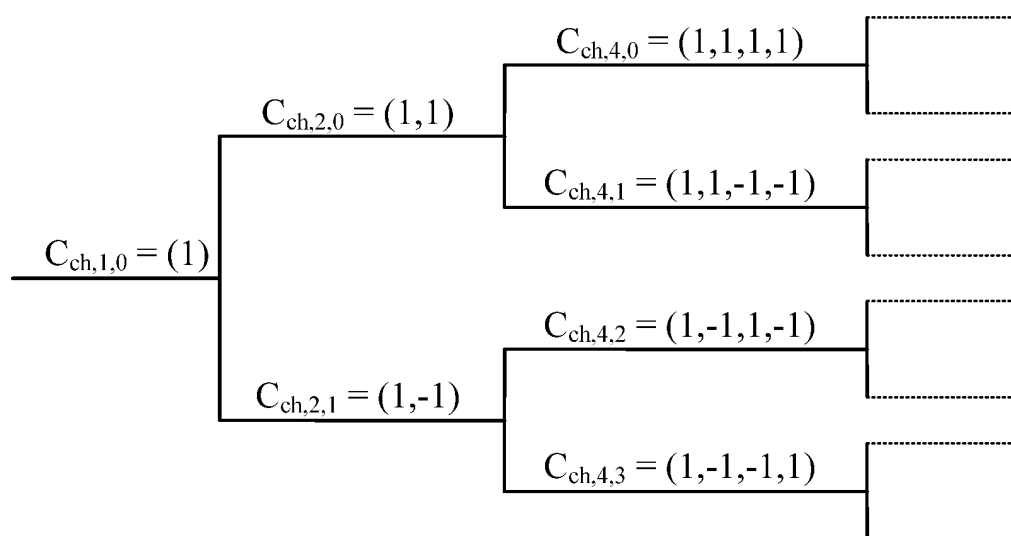 C_ch,4,0 = (1,1,1,1)
C_ch,2,0 = (1,1)
C_ch,4,1 = (1,1,-1,-1)
C_ch,1,0 = (1)
C_ch,4,2 = (1,-1,1,-1)
C_ch,2,1 = (1,-1)
C_ch,4,3 = (1,-1,-1,1)